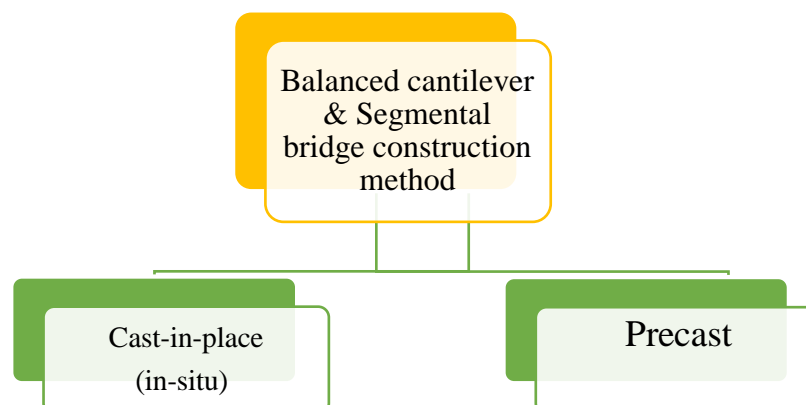 Balanced cantilever
& Segmental
bridge construction
method
Cast-in-place
(in-situ)
Precast